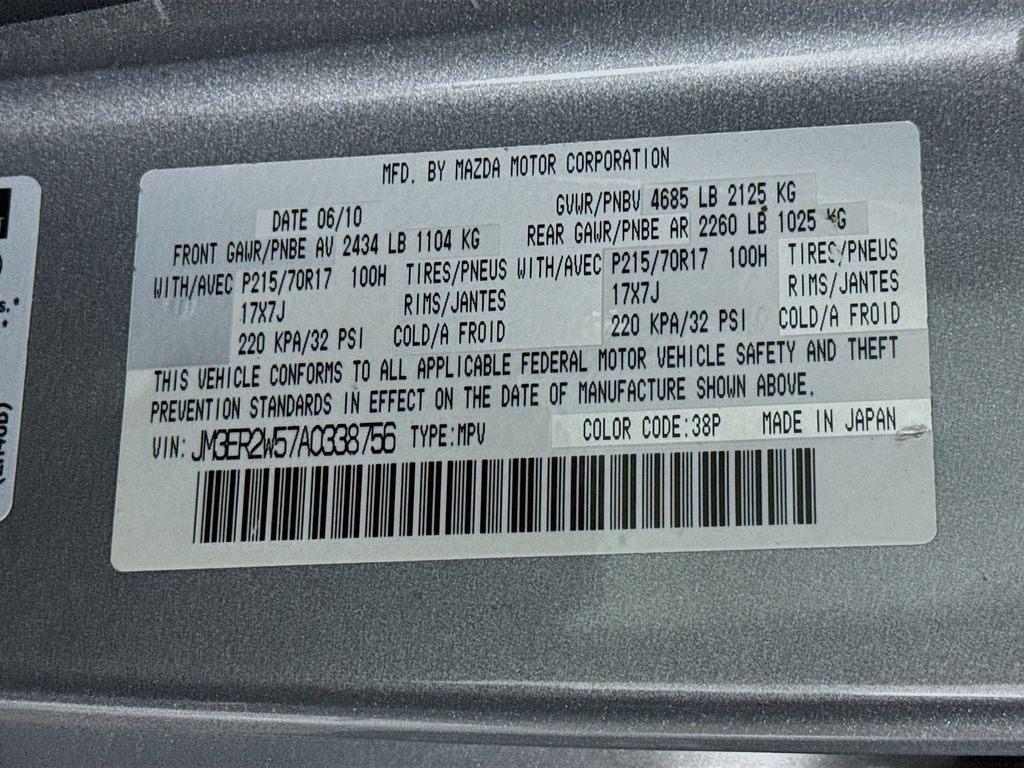 MFD. BY MAZDA MOTOR CORPORATION
DATE 06/10 GVWR/PNBV 4685 LB 2125 KG
FRONT GAWR/PNBE AV 2434 LB 1104 KG REAR GAWR/PNBE AR 2260 LB 1025 KG
WITH/AVEC P215/70R17 100H TIRES/PNEUS WITH/AVEC P215/70R17 100H TIRES/PNEUS
17X7J RIMS/JANTES 17X7J RIMS/JANTES
220 KPA/32 PSI COLD/A FROID 220 KPA/32 PSI COLD/A FROID
THIS VEHICLE CONFORMS TO ALL APPLICABLE FEDERAL MOTOR VEHICLE SAFETY AND THEFT
PREVENTION STANDARDS IN EFFECT ON THE DATE OF MANUFACTURE SHOWN ABOVE.
VIN: JM3ER2W57A0338756 TYPE:MPV COLOR CODE:38P MADE IN JAPAN